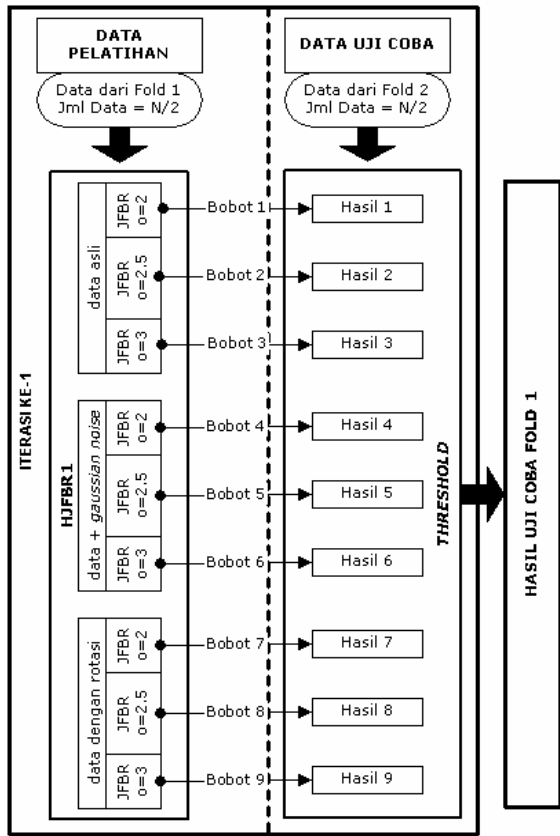 DATA
PELATIHAN
DATA UJI COBA
Data dari Fold 1
Jml Data = N/2
Data dari Fold 2
Jml Data = N/2
ITERASI KE-1
HJFBR1
data asli
JFBR
o=2
Bobot 1
Hasil 1
JFBR
o=2.5
Bobot 2
Hasil 2
JFBR
o=3
Bobot 3
Hasil 3
data + gaussian noise
JFBR
o=2
Bobot 4
Hasil 4
JFBR
o=2.5
Bobot 5
Hasil 5
JFBR
o=3
Bobot 6
Hasil 6
data dengan rotasi
JFBR
o=2
Bobot 7
Hasil 7
JFBR
o=2.5
Bobot 8
Hasil 8
JFBR
o=3
Bobot 9
Hasil 9
THRESHOLD
HASIL UJI COBA FOLD 1